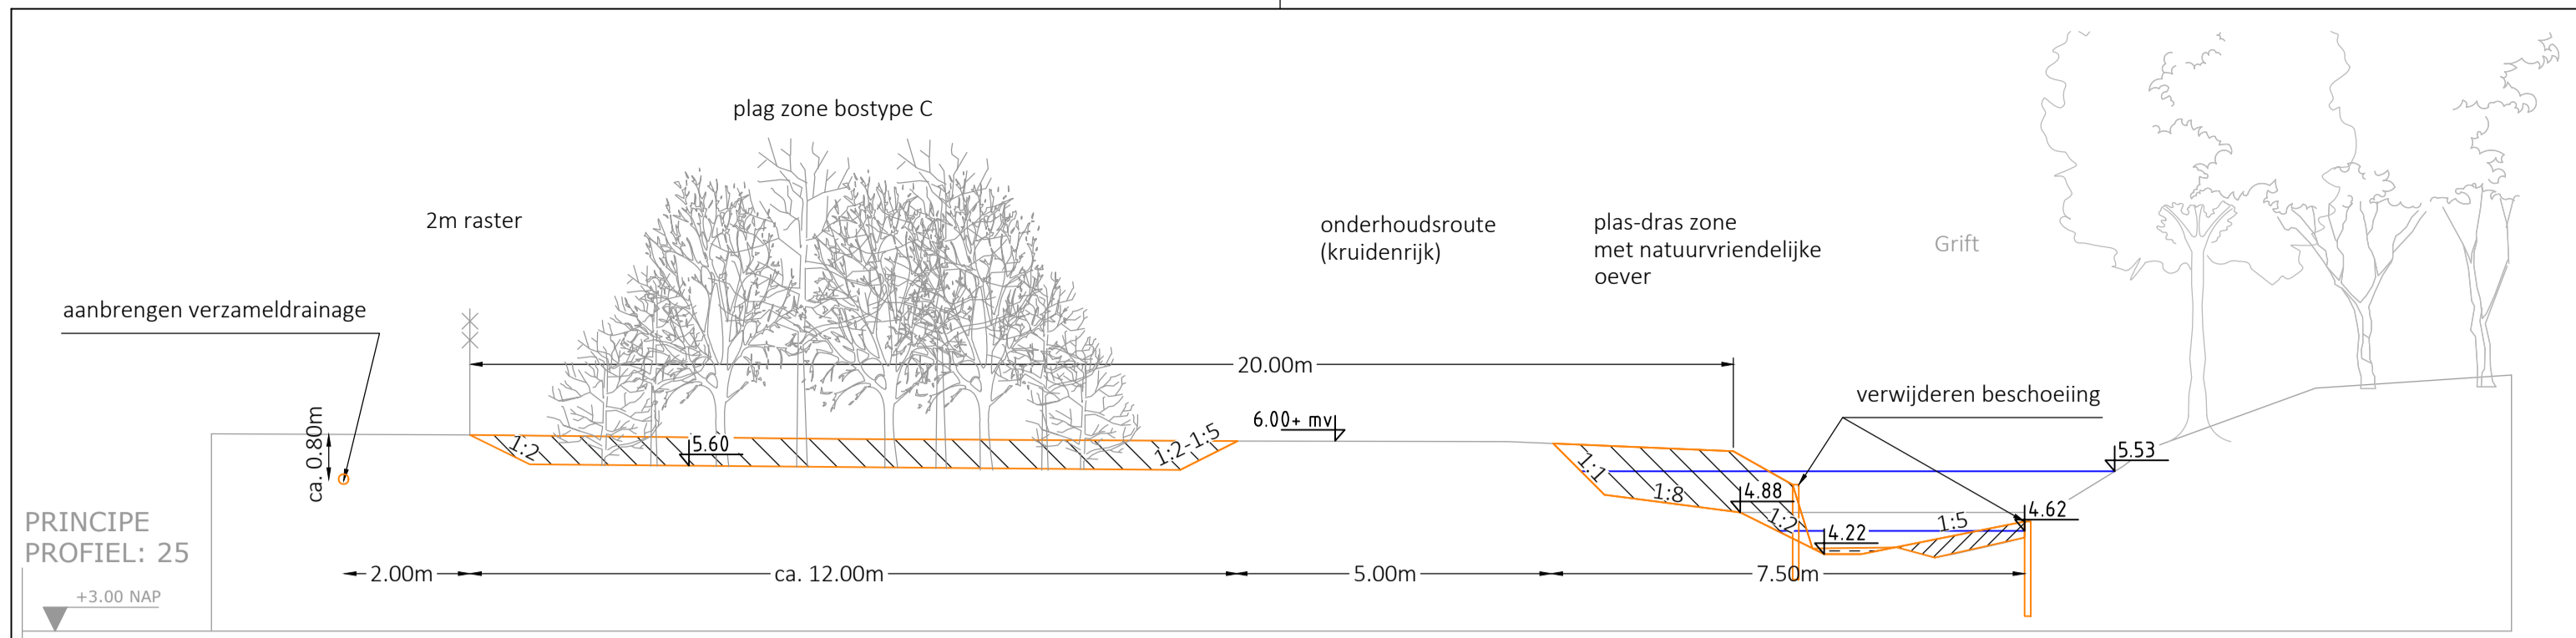 plag zone bostype C
2m raster
onderhoudsroute
(kruidenrijk)
plas-dras zone
met natuurvriendelijke
oever
Grift
aanbrengen verzameldrainage
20.00m
verwijderen beschoeiing
ca. 0.80m
1:2
5.60
1:2-1:5
6.00+ mv
1:1
1:8
4.88
1:2
4.22
1:5
4.62
5.53
PRINCIPE
PROFIEL: 25
2.00m
ca. 12.00m
5.00m
7.50m
+3.00 NAP